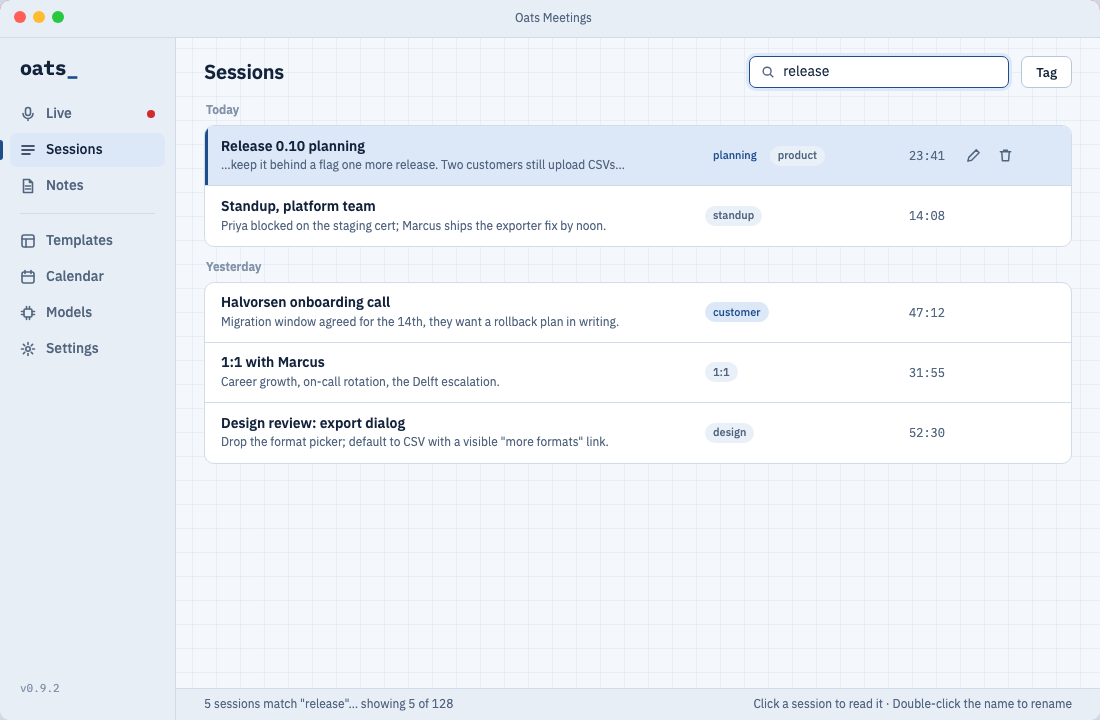 Oats Meetings
oats_
Live
Sessions
Notes
Templates
Calendar
Models
Settings
v0.9.2
Sessions
release
Tag
Today
Release 0.10 planning
...keep it behind a flag one more release. Two customers still upload CSVs...
planning product
23:41
Standup, platform team
Priya blocked on the staging cert; Marcus ships the exporter fix by noon.
standup
14:08
Yesterday
Halvorsen onboarding call
Migration window agreed for the 14th, they want a rollback plan in writing.
customer
47:12
1:1 with Marcus
Career growth, on-call rotation, the Delft escalation.
1:1
31:55
Design review: export dialog
Drop the format picker; default to CSV with a visible "more formats" link.
design
52:30
5 sessions match "release"... showing 5 of 128
Click a session to read it · Double-click the name to rename